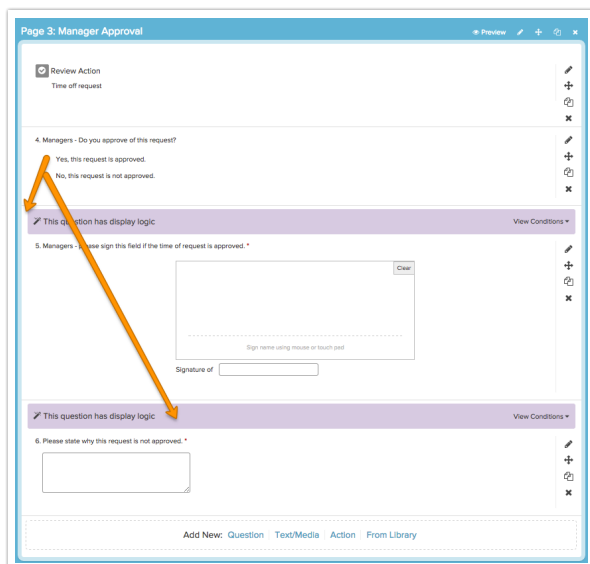 Page 3: Manager Approval
Preview
Review Action
Time off request
4. Managers - Do you approve of this request?
Yes, this request is approved.
No, this request is not approved.
This question has display logic
View Conditions
5. Managers - please sign this field if the time of request is approved. *
Clear
Sign name using mouse or touch pad
Signature of
This question has display logic
View Conditions
6. Please state why this request is not approved. *
Add New: Question | Text/Media | Action | From Library